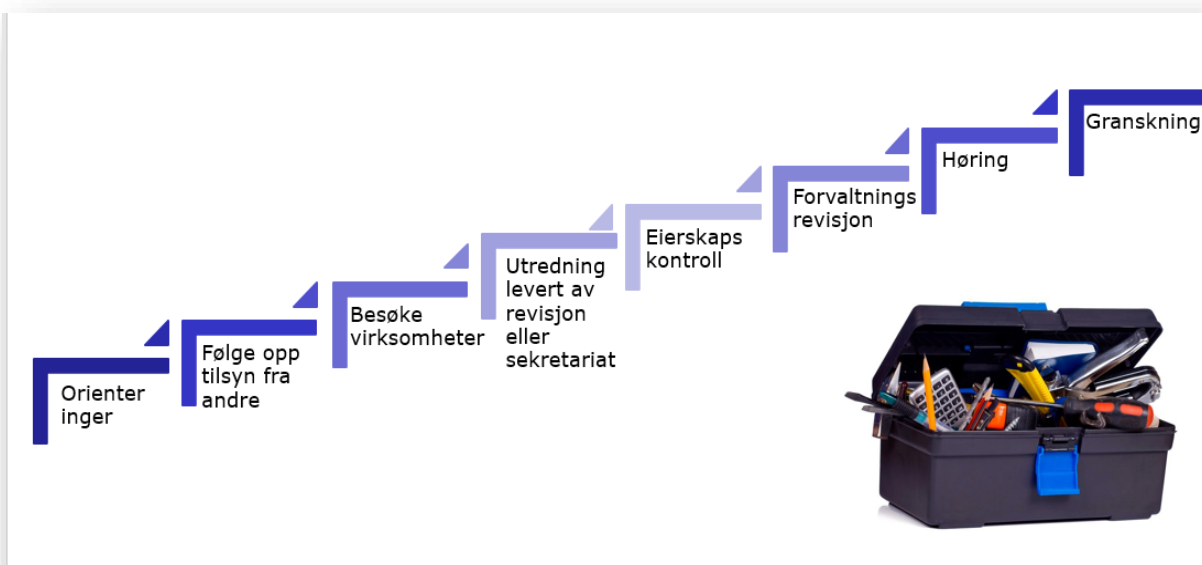 Orienter
inger
Følge opp
tilsyn fra
andre
Besøke
virksomheter
Utredning
levert av
revisjon
eller
sekretariat
Eierskaps
kontroll
Forvaltnings
revisjon
Høring
Granskning